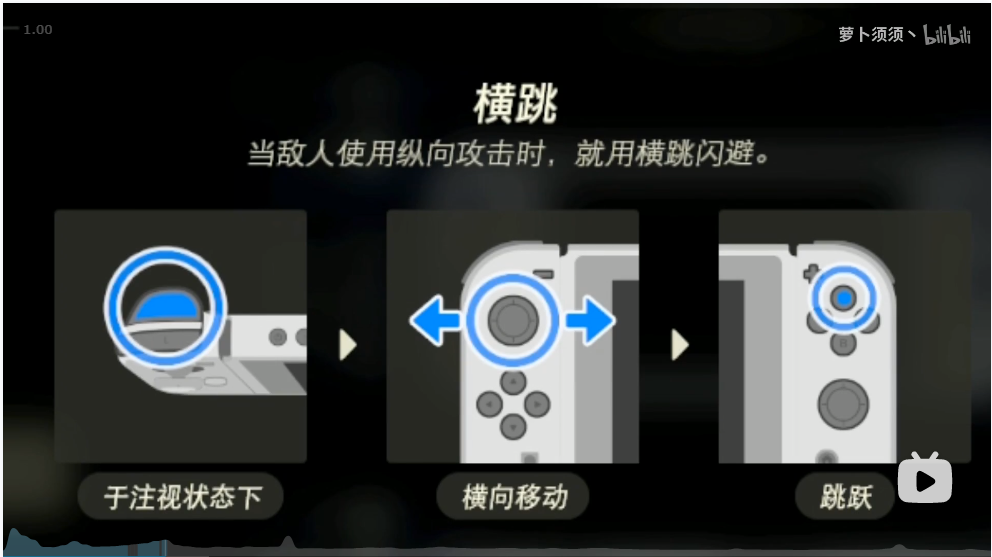 1.00
萝卜须须丶 bilibili
横跳
当敌人使用纵向攻击时，就用横跳闪避。
于注视状态下
横向移动
跳跃